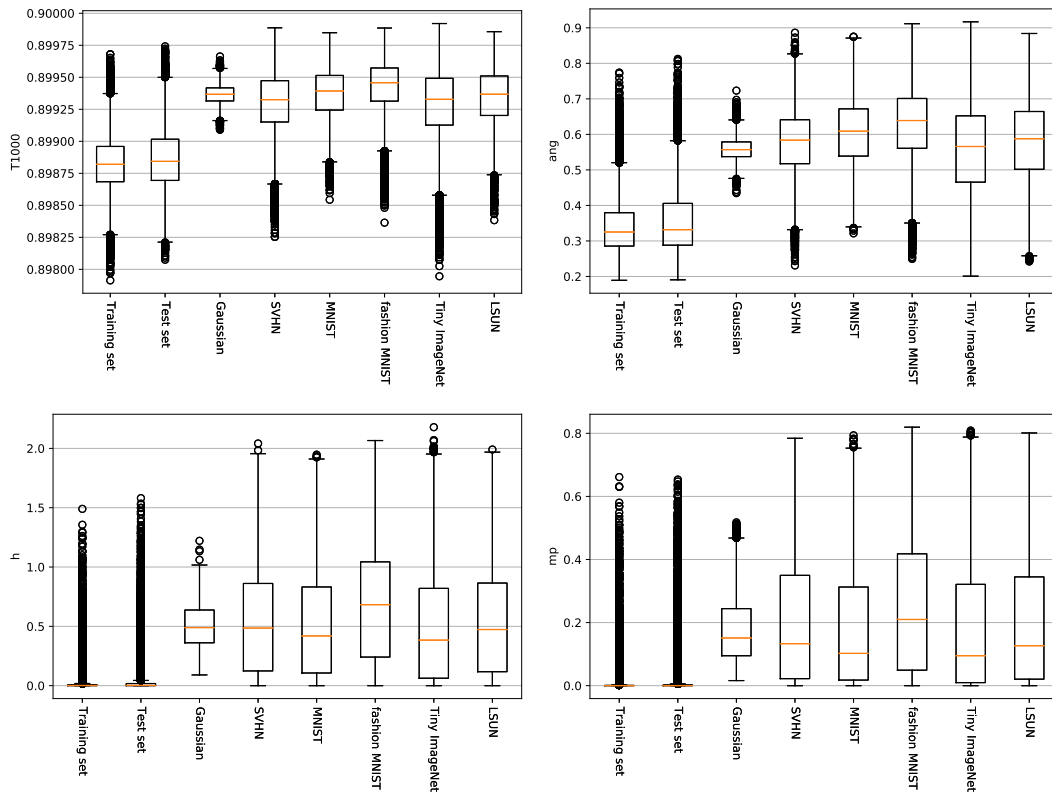 0.90000
0.89975
0.89950
0.89925
0.89900
0.89875
0.89850
0.89825
0.89800
T1000
Training set
Test set
Gaussian
SVHN
MNIST
fashion MNIST
Tiny ImageNet
LSUN
0.9
0.8
0.7
0.6
0.5
0.4
0.3
0.2
ang
Training set
Test set
Gaussian
SVHN
MNIST
fashion MNIST
Tiny ImageNet
LSUN
2.0
1.5
1.0
0.5
0.0
h
Training set
Test set
Gaussian
SVHN
MNIST
fashion MNIST
Tiny ImageNet
LSUN
0.8
0.6
0.4
0.2
0.0
mp
Training set
Test set
Gaussian
SVHN
MNIST
fashion MNIST
Tiny ImageNet
LSUN